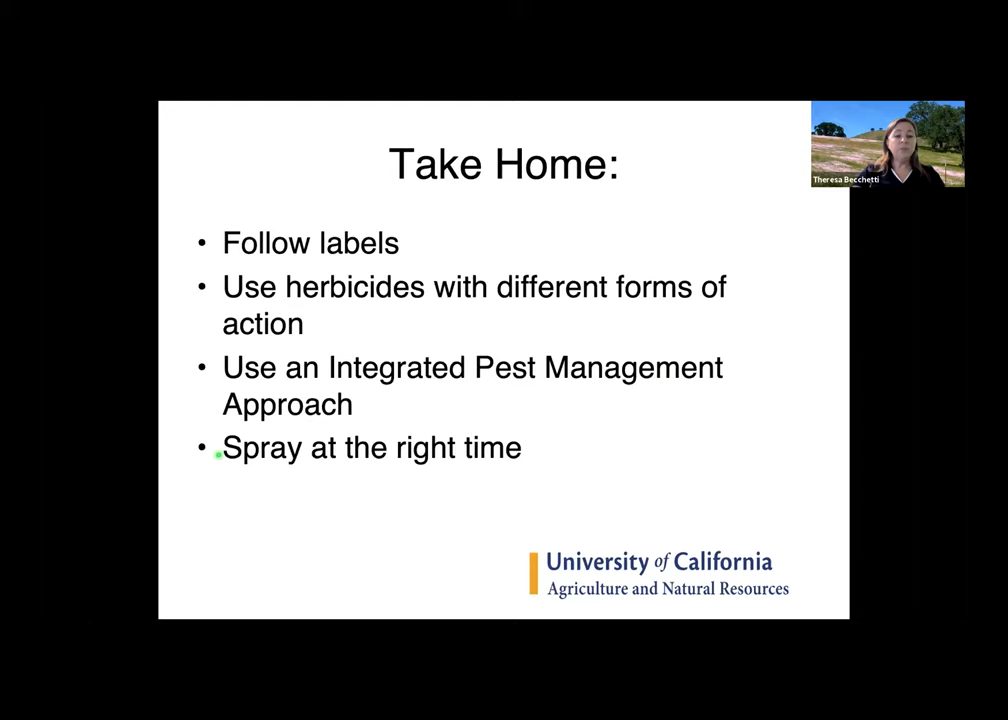 Take Home:
Theresa Becchetti
• Follow labels
• Use herbicides with different forms of
action
• Use an Integrated Pest Management
Approach
• Spray at the right time
University of California
Agriculture and Natural Resources